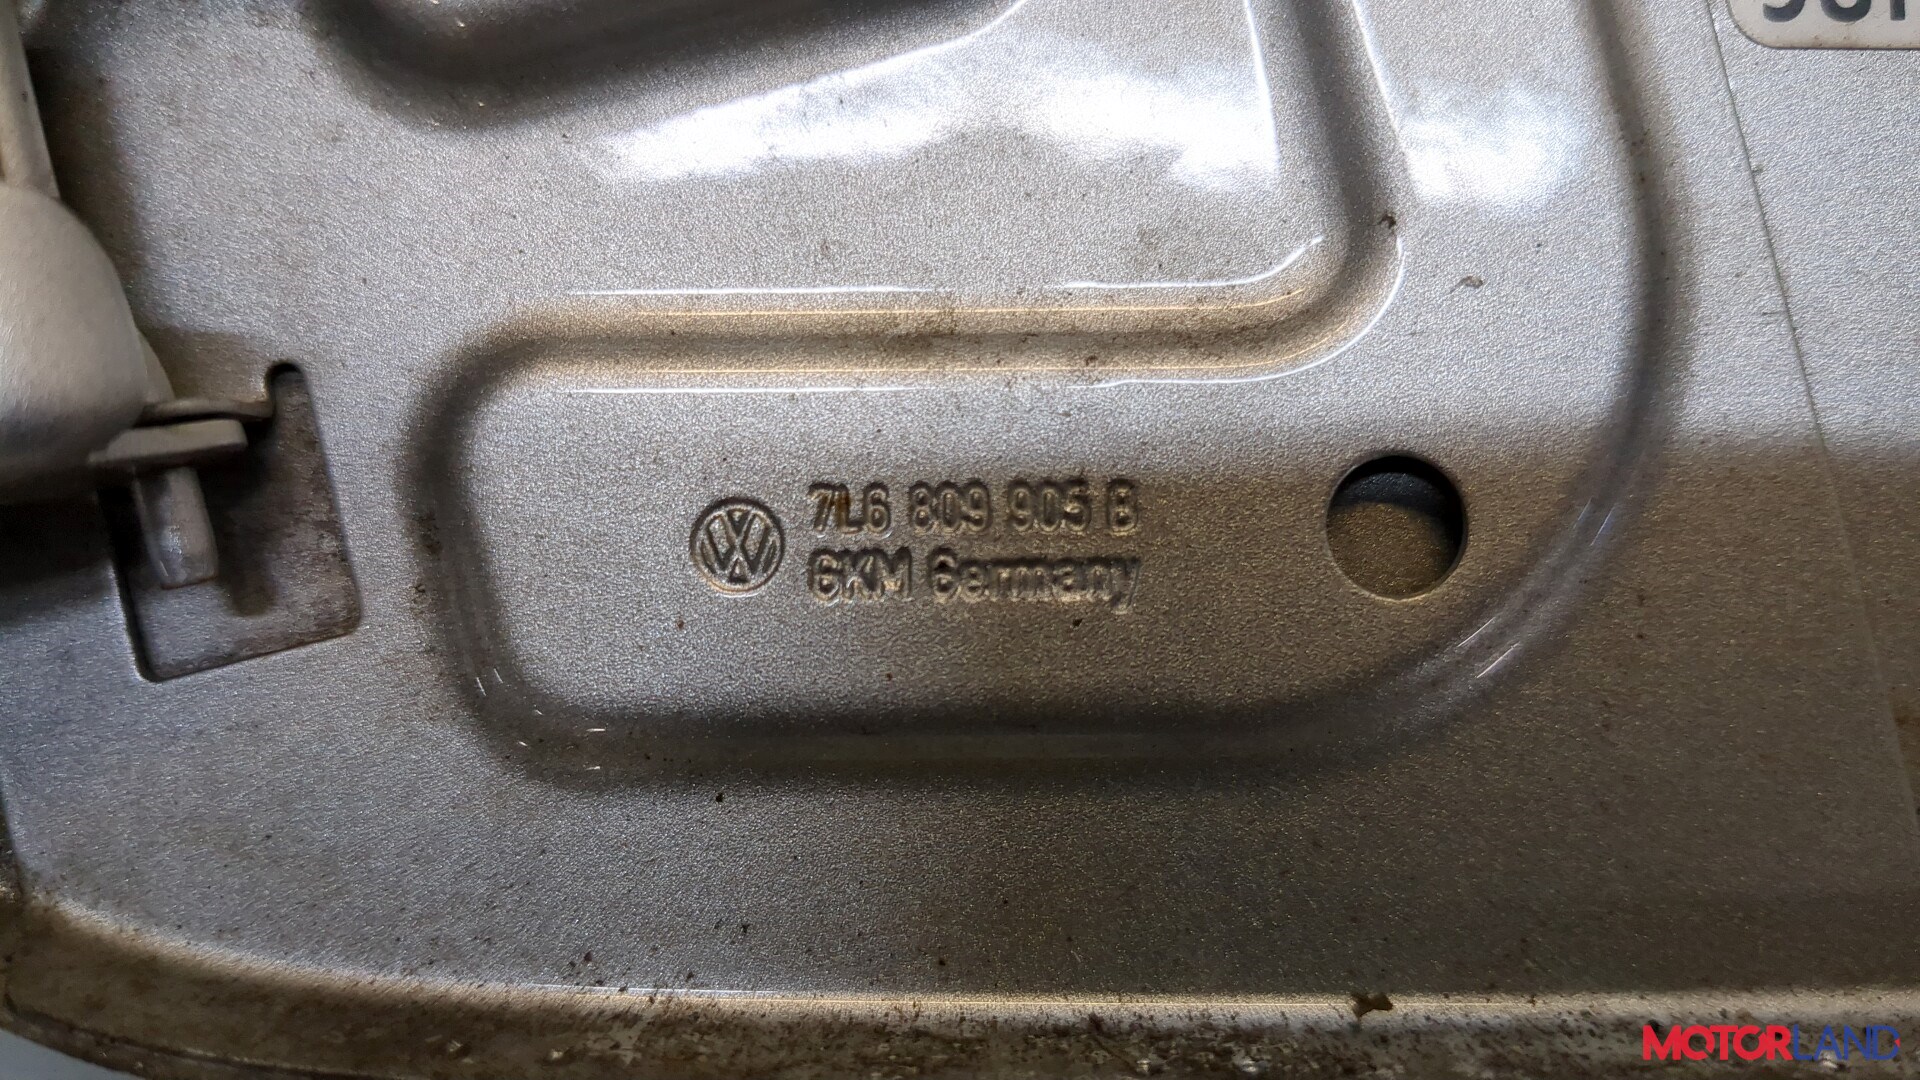 7L6 809 905 B
GKM Germany
MOTORLAND